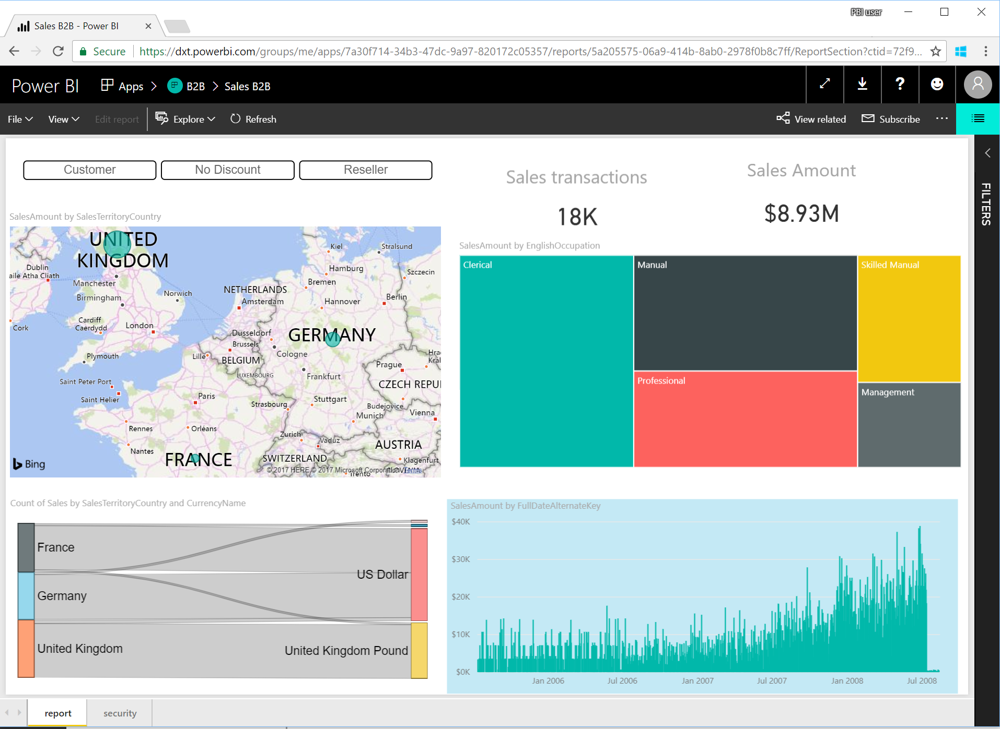 PBI user
Sales B2B - Power BI
Secure
https://dxt.powerbi.com/groups/me/apps/7a30f714-34b3-47dc-9a97-820172c05357/reports/5a205575-06a9-414b-8ab0-2978f0b8c7ff/ReportSection?ctid=72f9...
Power BI Apps B2B Sales B2B ?
File View Edit report Explore Refresh View related Subscribe ...
FILTERS
Customer No Discount Reseller
Sales transactions
18K
Sales Amount
$8.93M
SalesAmount by SalesTerritoryCountry
UNITED
KINGDOM
Kiel
Stralsund
Dublin
aile Atha Cliath
Hamburg
Szczecin
Manchester
Bremen
NETHERLANDS
Norwich
Birmingham
Amsterdam
Hannover
Berlin
Cardiff
Caerdydd
London
Cork
Düsseldorf
GERMANY
Brussels
Cologne
Plymouth
Lille
BELGIUM
Prague
Hra
Král
LUXEMBOURG
Frankfurt
Saint Peter Port
CZECH REPU
Saint Helier
Paris
Strasbourg
Stuttgart
Budejovice
Munich
Vienna
Rennes
Orléans
Zurich
Vaduz
AUSTRIA
Nantes
FRANCE
SWITZERLAND
Klagenfurt
Bing
© 2017 HERE © 2017 Microsoft Corporation Terms
Trento
SalesAmount by EnglishOccupation
Clerical
Manual
Skilled Manual
Professional
Management
Count of Sales by SalesTerritoryCountry and CurrencyName
France
Germany
United Kingdom
US Dollar
United Kingdom Pound
SalesAmount by FullDateAlternateKey
$40K
$30K
$20K
$10K
$0K
Jan 2006 Jul 2006 Jan 2007 Jul 2007 Jan 2008 Jul 2008
report security